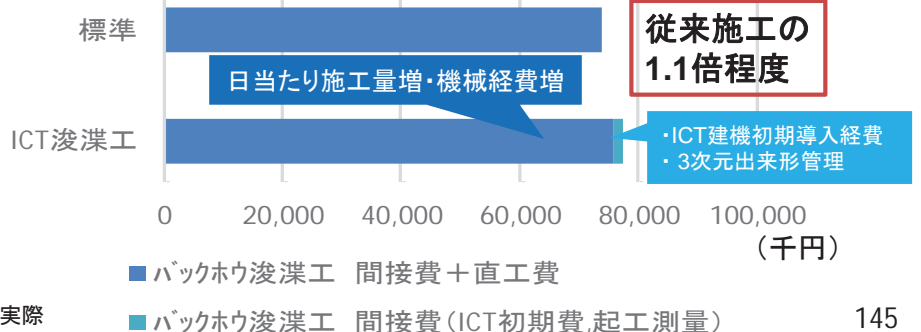 標準
従来施工の
1.1倍程度
日当たり施工量増・機械経費増
ICT浚渫工
・ICT建機初期導入経費
・ 3次元出来形管理
0 20,000 40,000 60,000 80,000 100,000
（千円）
バックホウ浚渫工　間接費＋直工費
実際
バックホウ浚渫工　間接費（ICT初期費,起工測量）
145